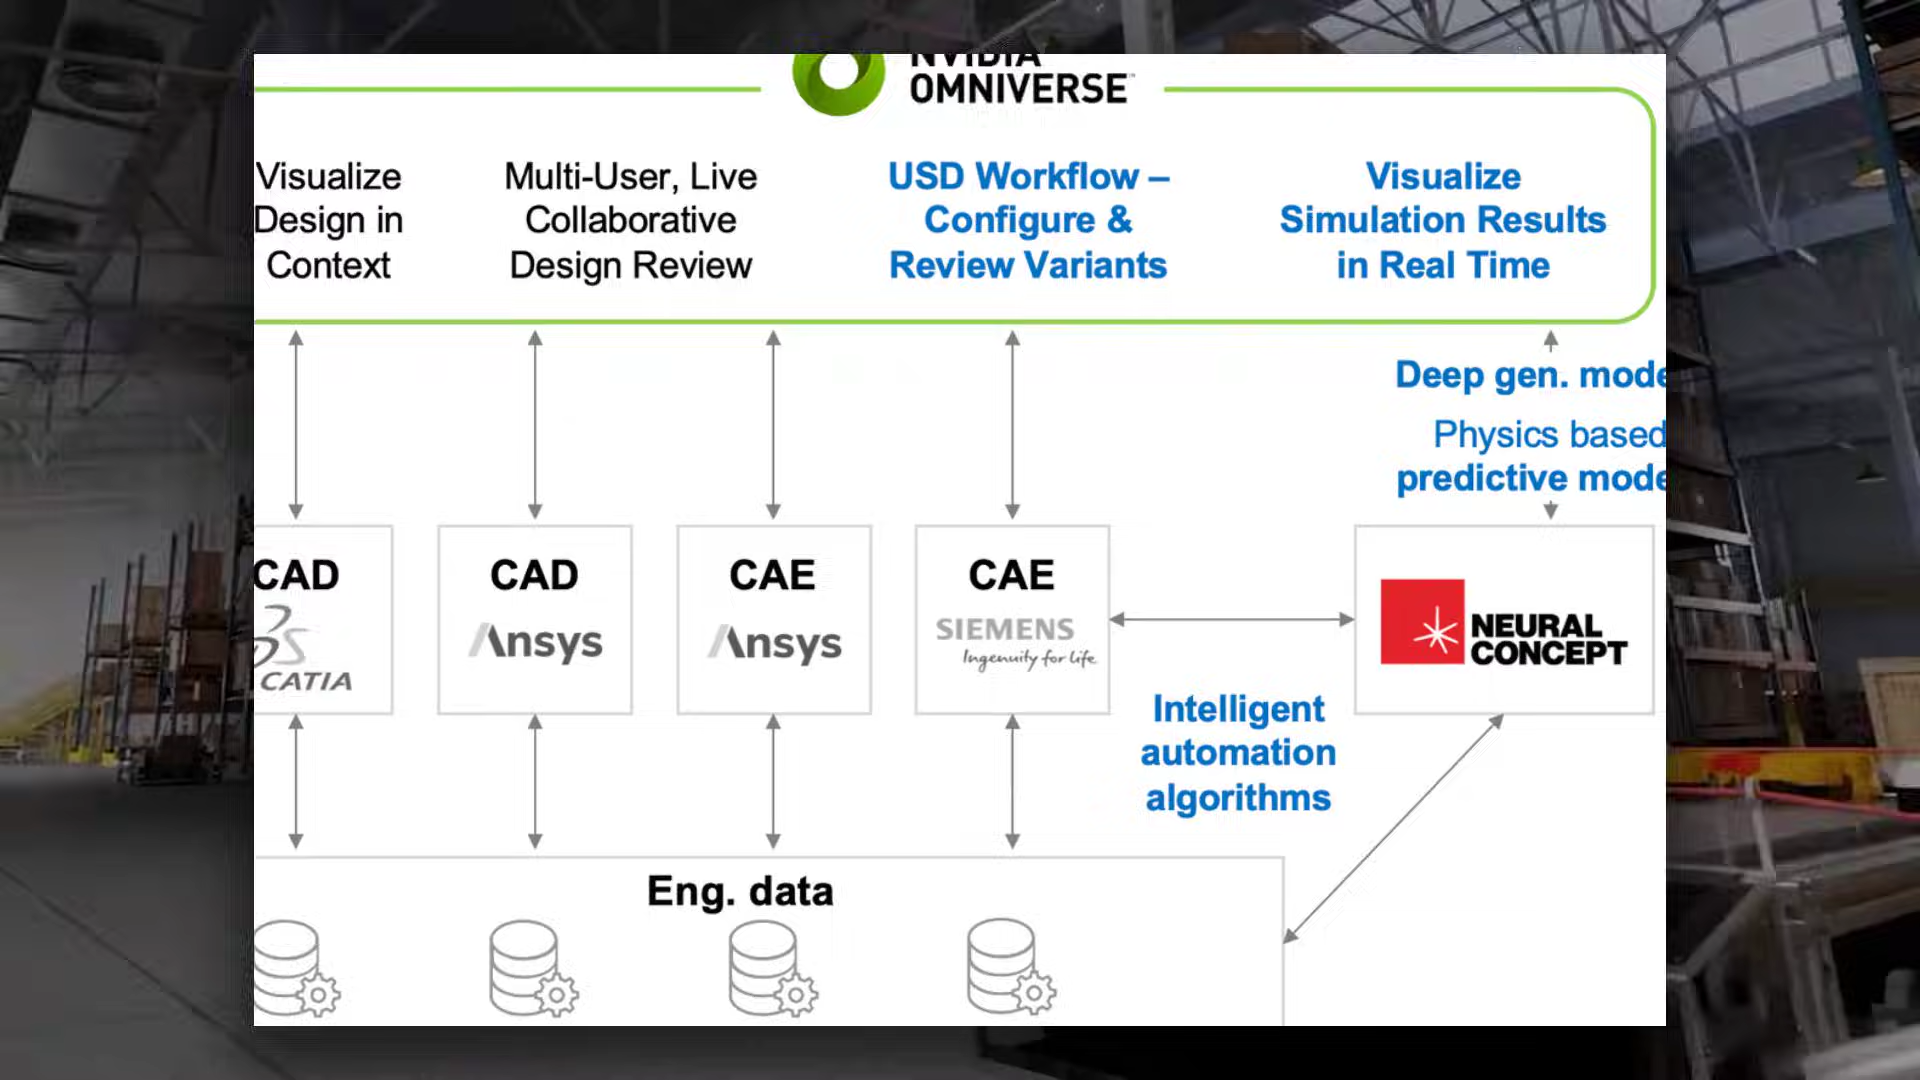 NVIDIA
OMNIVERSE™
Visualize
Design in
Context
Multi-User, Live
Collaborative
Design Review
USD Workflow –
Configure &
Review Variants
Visualize
Simulation Results
in Real Time
Deep gen. mode
Physics based
predictive mode
CAD
CATIA
CAD
Ansys
CAE
Ansys
CAE
SIEMENS
Ingenuity for life
NEURAL
CONCEPT
Intelligent
automation
algorithms
Eng. data